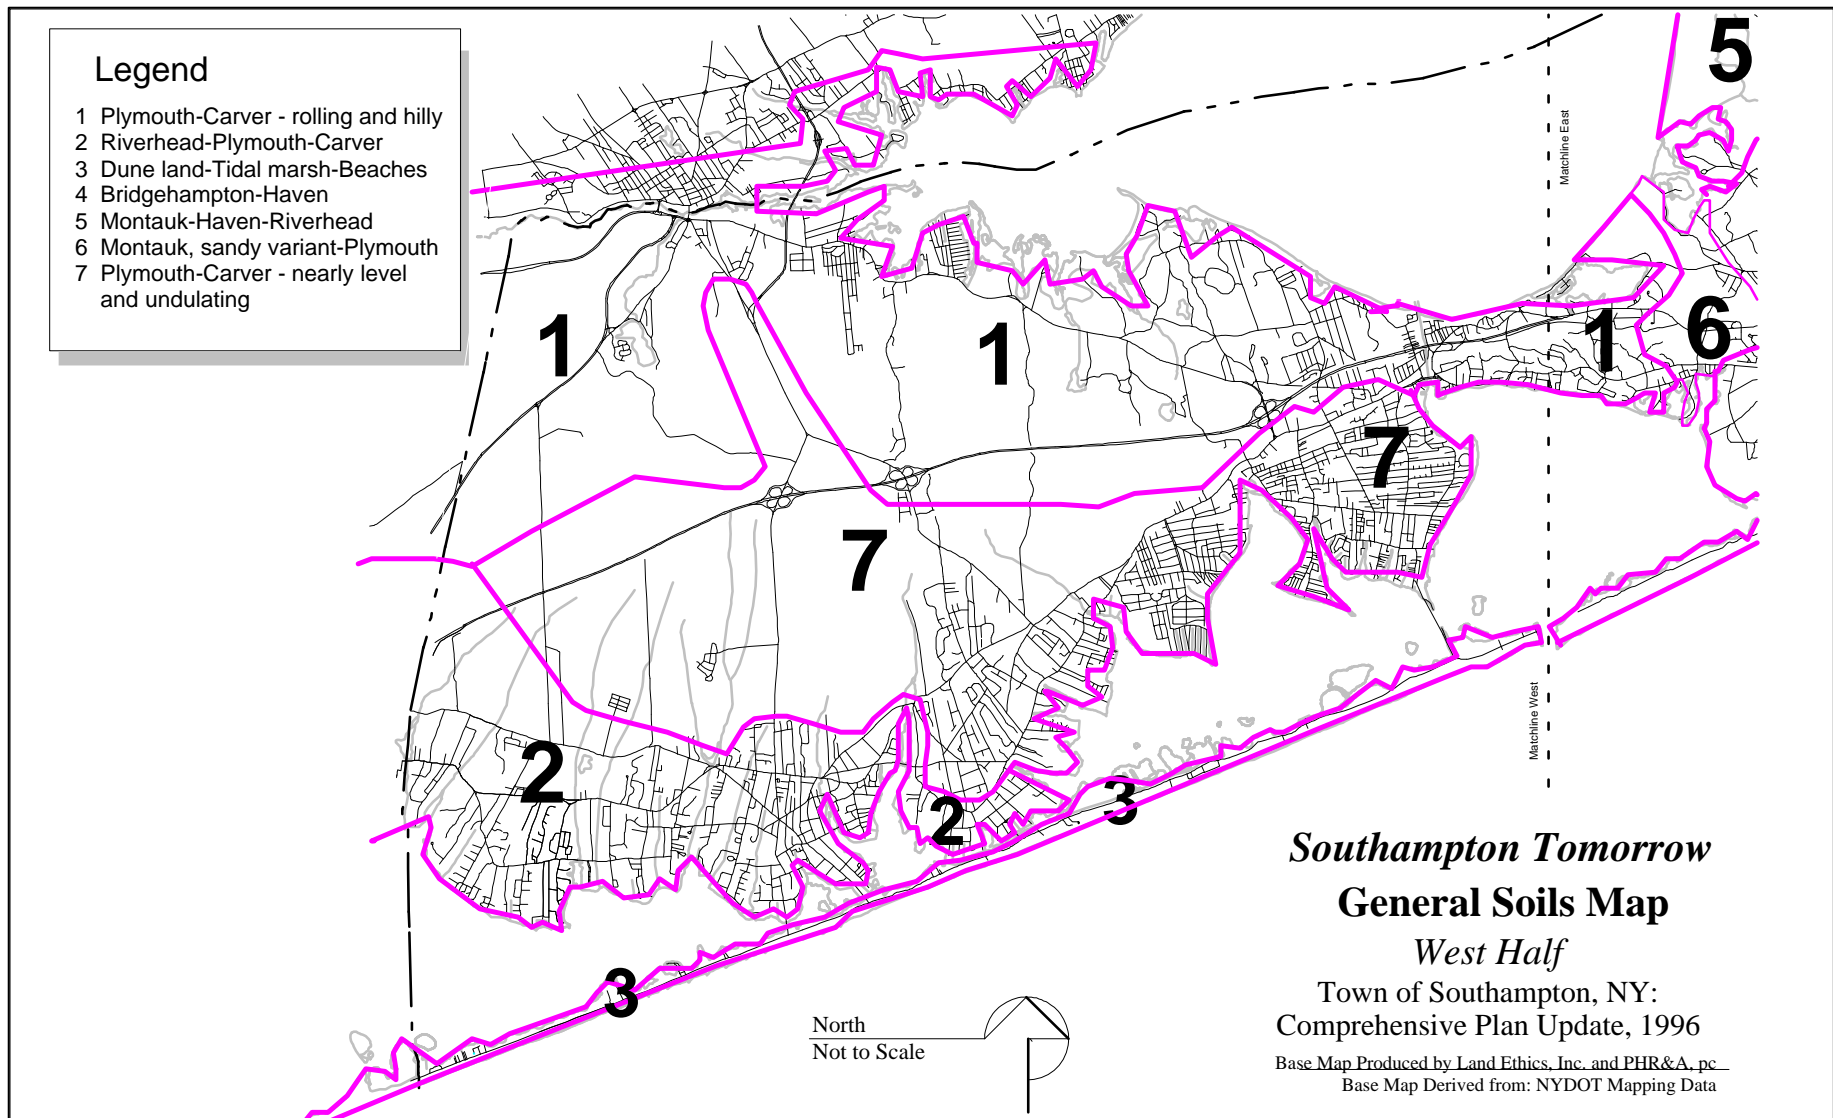 Legend
1 Plymouth-Carver - rolling and hilly
2 Riverhead-Plymouth-Carver
3 Dune land-Tidal marsh-Beaches
4 Bridgehampton-Haven
5 Montauk-Haven-Riverhead
6 Montauk, sandy variant-Plymouth
7 Plymouth-Carver - nearly level
and undulating
5
Matchline East
1
1
1
6
7
7
2
2
3
3
Matchline West
Southampton Tomorrow
General Soils Map
West Half
Town of Southampton, NY:
Comprehensive Plan Update, 1996
Base Map Produced by Land Ethics, Inc. and PHR&A, pc
Base Map Derived from: NYDOT Mapping Data
North
Not to Scale